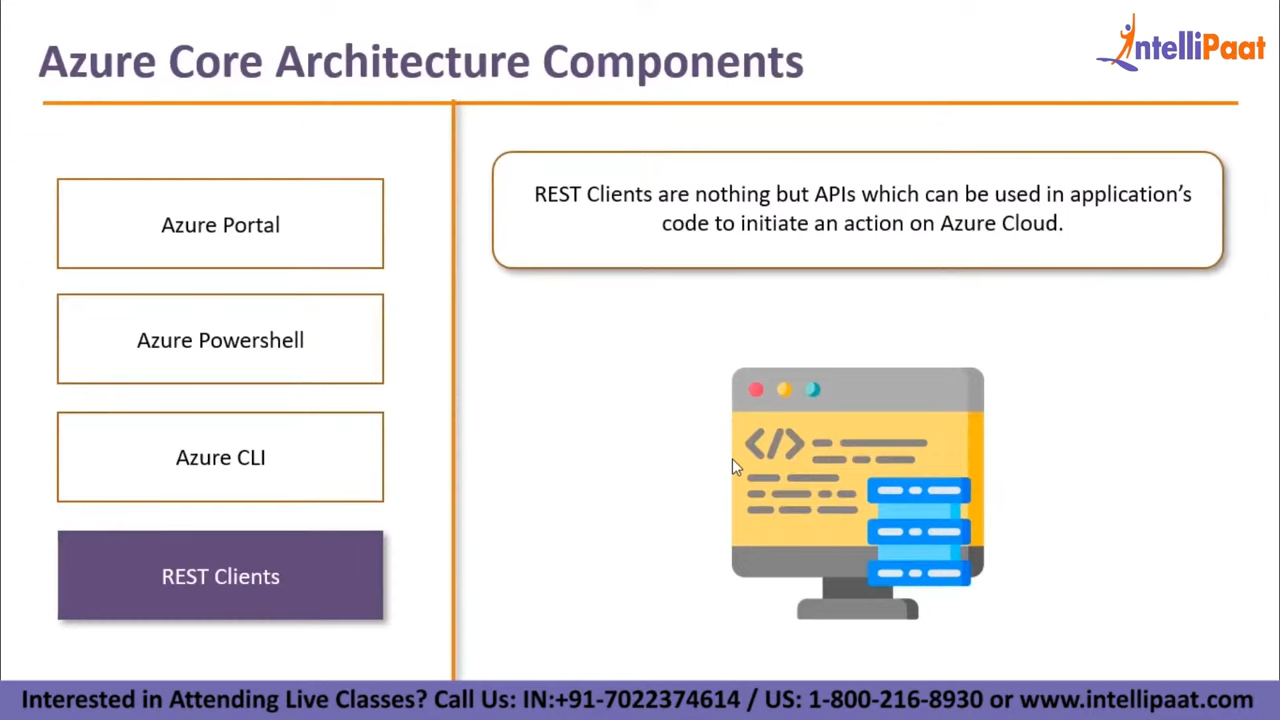 Azure Core Architecture Components
IntelliPaat
Azure Portal
Azure Powershell
Azure CLI
REST Clients
REST Clients are nothing but APIs which can be used in application’s
code to initiate an action on Azure Cloud.
</>
Interested in Attending Live Classes? Call Us: IN:+91-7022374614 / US: 1-800-216-8930 or www.intellipaat.com